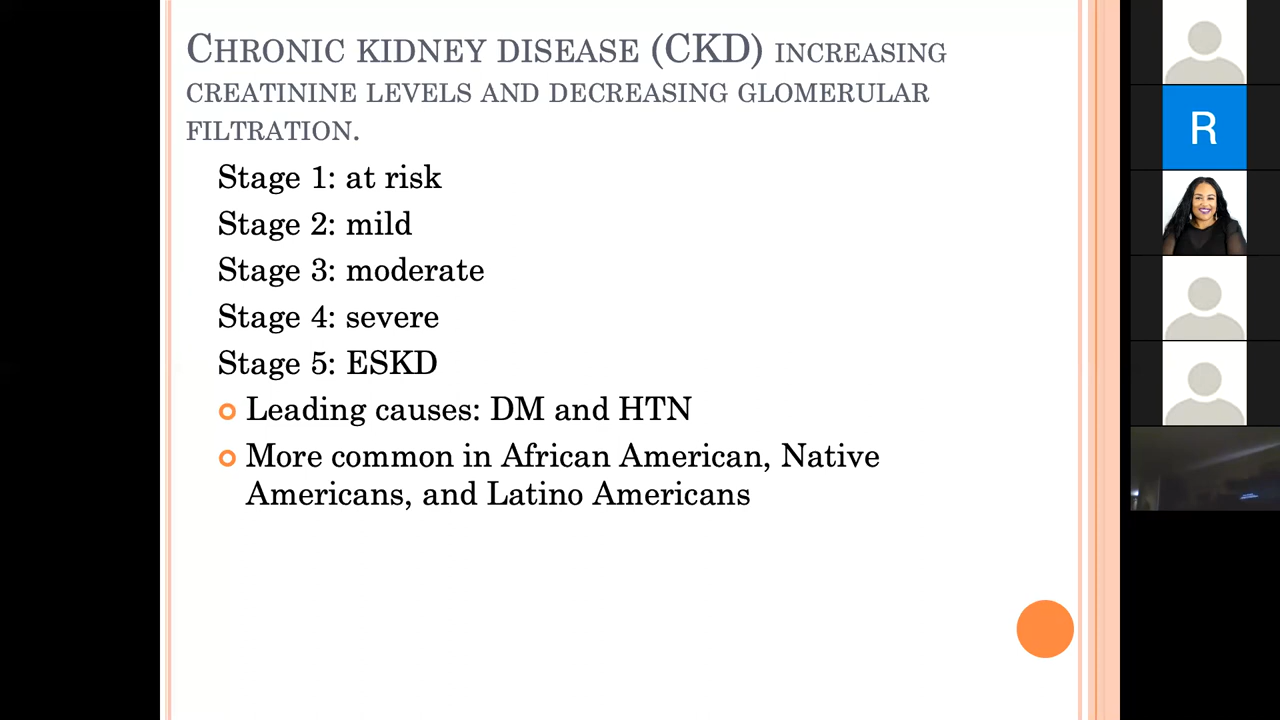 CHRONIC KIDNEY DISEASE (CKD) INCREASING
CREATININE LEVELS AND DECREASING GLOMERULAR
FILTRATION.
Stage 1: at risk
Stage 2: mild
Stage 3: moderate
Stage 4: severe
Stage 5: ESKD
Leading causes: DM and HTN
More common in African American, Native
Americans, and Latino Americans
R